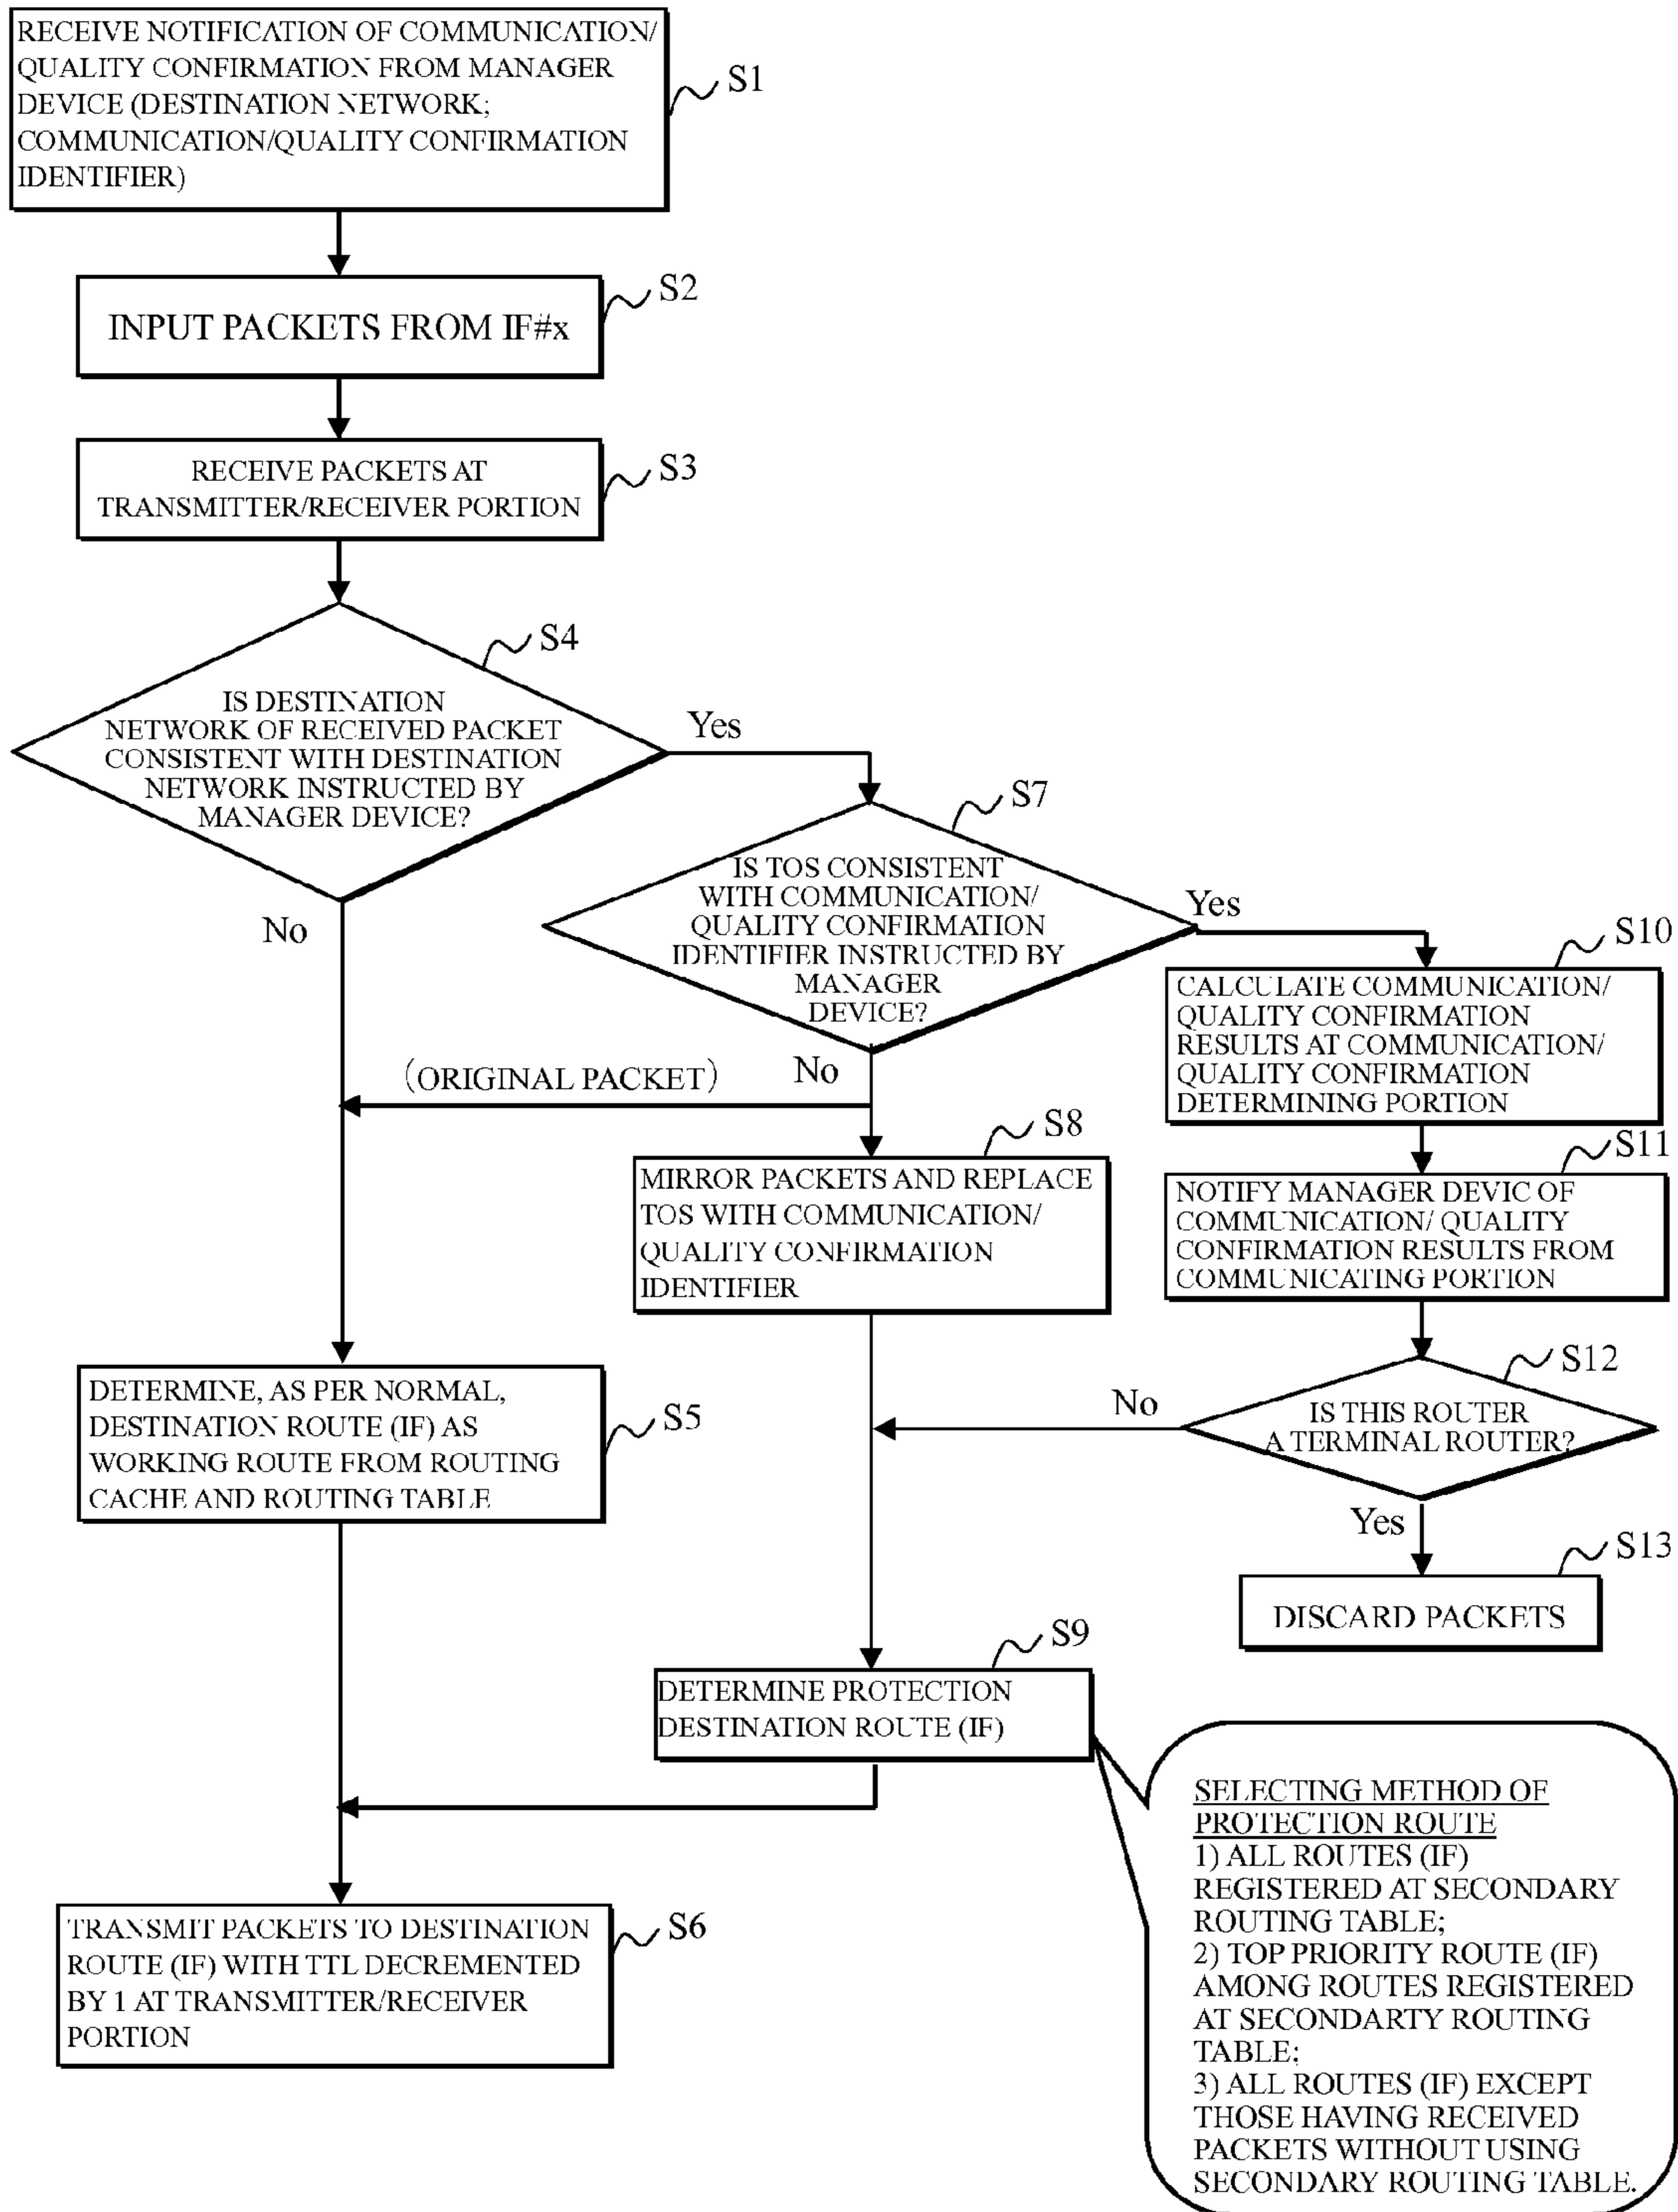 RECEIVE NOTIFICATION OF COMMUNICATION/
QUALITY CONFIRMATION FROM MANAGER
DEVICE (DESTINATION NETWORK;
COMMUNICATION/QUALITY CONFIRMATION
IDENTIFIER)
S1
INPUT PACKETS FROM IF#x
S2
RECEIVE PACKETS AT
TRANSMITTER/RECEIVER PORTION
S3
IS DESTINATION
NETWORK OF RECEIVED PACKET
CONSISTENT WITH DESTINATION
NETWORK INSTRUCTED BY
MANAGER DEVICE?
S4
Yes
No
IS TOS CONSISTENT
WITH COMMUNICATION/
QUALITY CONFIRMATION
IDENTIFIER INSTRUCTED BY
MANAGER
DEVICE?
S7
Yes
No
(ORIGINAL PACKET)
CALCULATE COMMUNICATION/
QUALITY CONFIRMATION
RESULTS AT COMMUNICATION/
QUALITY CONFIRMATION
DETERMINING PORTION
S10
MIRROR PACKETS AND REPLACE
TOS WITH COMMUNICATION/
QUALITY CONFIRMATION
IDENTIFIER
S8
NOTIFY MANAGER DEVIC OF
COMMUNICATION/ QUALITY
CONFIRMATION RESULTS FROM
COMMUNICATING PORTION
S11
IS THIS ROUTER
A TERMINAL ROUTER?
S12
No
Yes
DETERMINE, AS PER NORMAL,
DESTINATION ROUTE (IF) AS
WORKING ROUTE FROM ROUTING
CACHE AND ROUTING TABLE
S5
DISCARD PACKETS
S13
DETERMINE PROTECTION
DESTINATION ROUTE (IF)
S9
TRANSMIT PACKETS TO DESTINATION
ROUTE (IF) WITH TTL DECREMENTED
BY 1 AT TRANSMITTER/RECEIVER
PORTION
S6
SELECTING METHOD OF
PROTECTION ROUTE
1) ALL ROUTES (IF)
REGISTERED AT SECONDARY
ROUTING TABLE;
2) TOP PRIORITY ROUTE (IF)
AMONG ROUTES REGISTERED
AT SECONDARTY ROUTING
TABLE;
3) ALL ROUTES (IF) EXCEPT
THOSE HAVING RECEIVED
PACKETS WITHOUT USING
SECONDARY ROUTING TABLE.